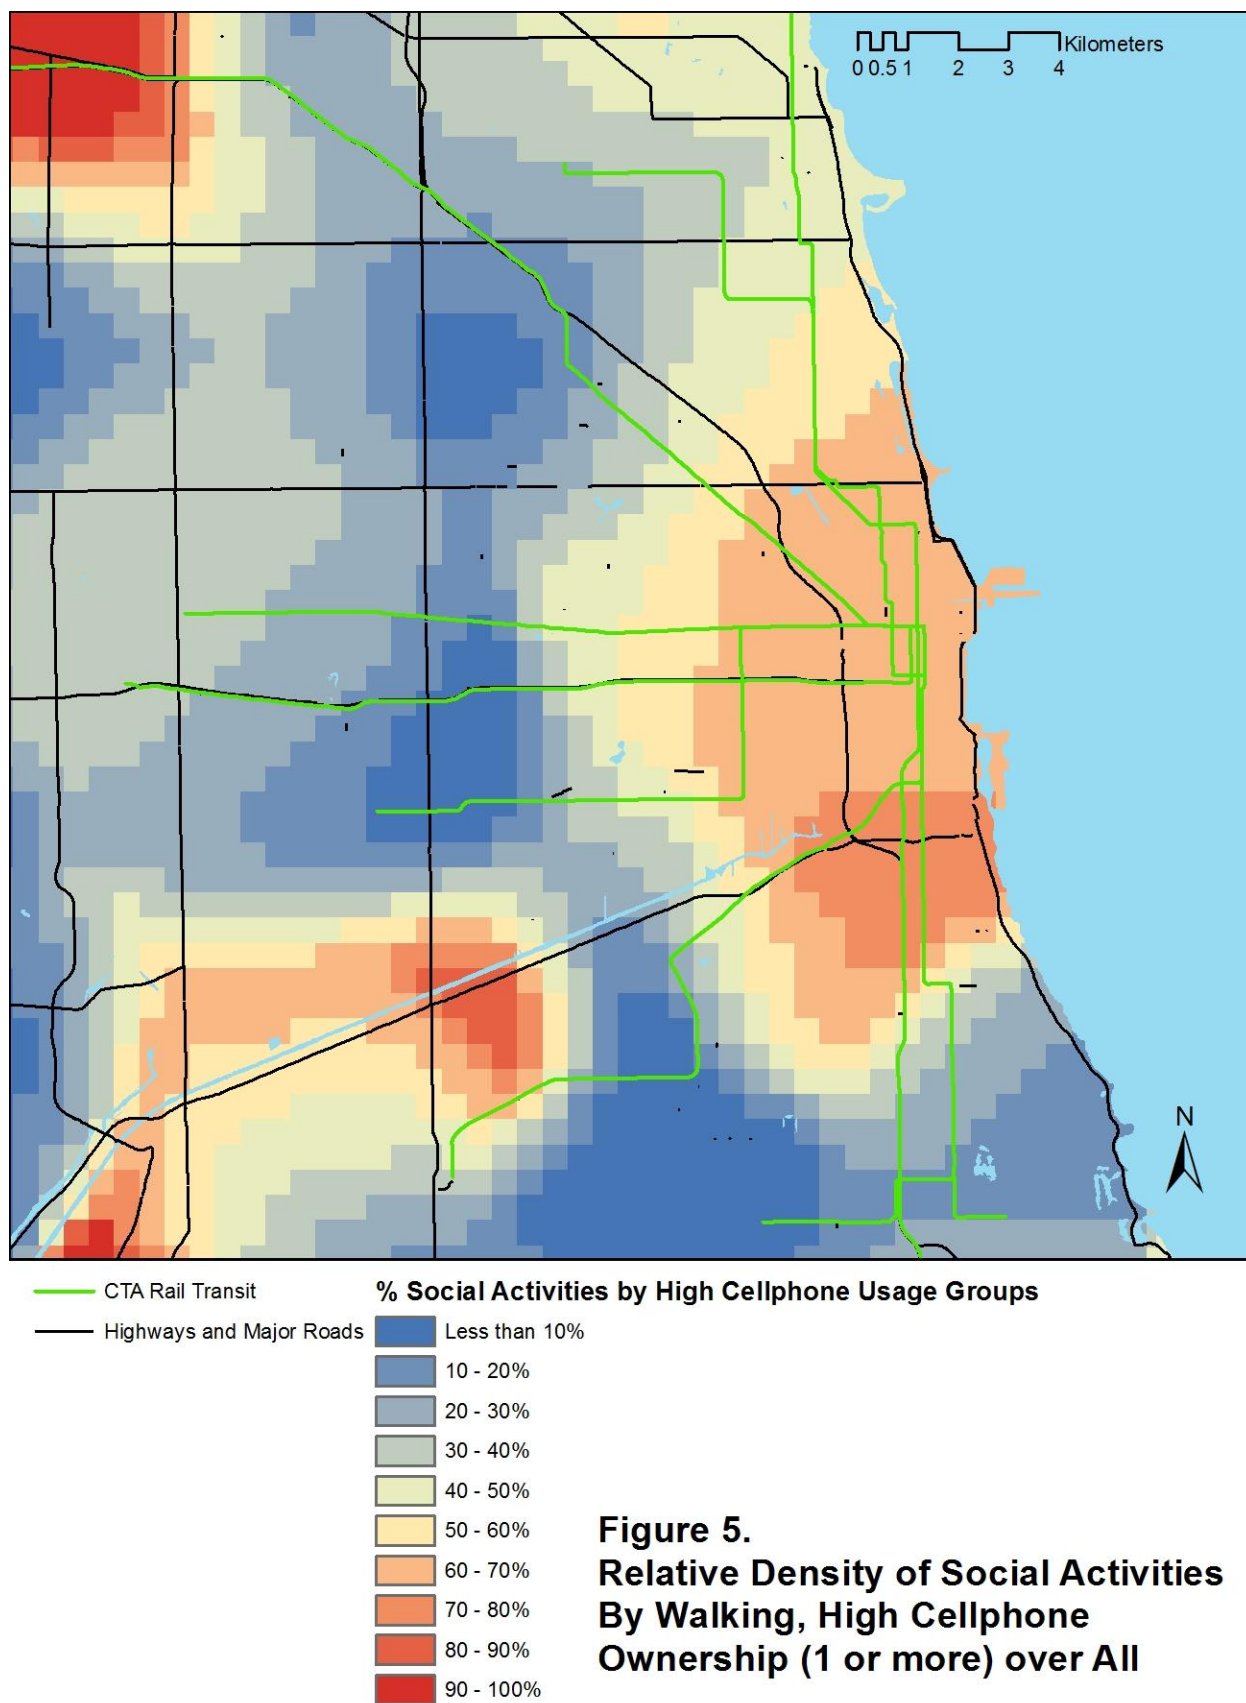 Kilometers
0 0.5 1 2 3 4
N
CTA Rail Transit
Highways and Major Roads
% Social Activities by High Cellphone Usage Groups
Less than 10%
10 - 20%
20 - 30%
30 - 40%
40 - 50%
50 - 60%
60 - 70%
70 - 80%
80 - 90%
90 - 100%
Figure 5.
Relative Density of Social Activities
By Walking, High Cellphone
Ownership (1 or more) over All